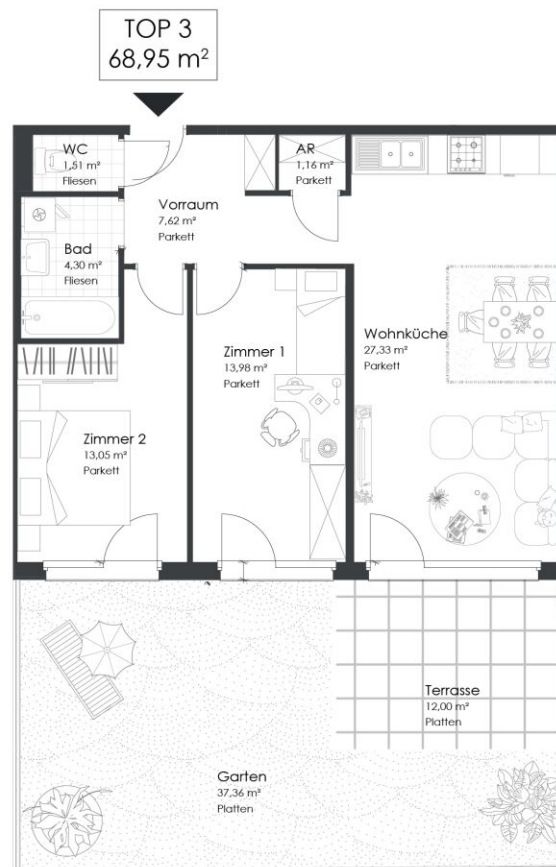 TOP 3
68,95 m²
WC
1,51 m²
Fliesen
AR
1,16 m²
Parkett
Vorraum
7,62 m²
Parkett
Bad
4,30 m²
Fliesen
Zimmer 1
13,98 m²
Parkett
Wohnküche
27,33 m²
Parkett
Zimmer 2
13,05 m²
Parkett
Terrasse
12,00 m²
Platten
Garten
37,36 m²
Platten